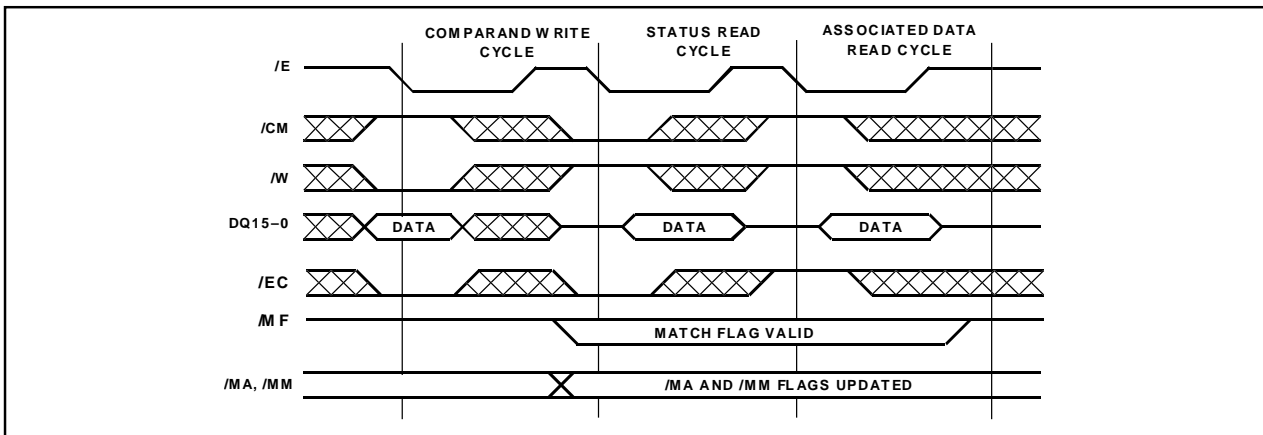 COMPARAND WRITE
CYCLE
STATUS READ
CYCLE
ASSOCIATED DATA
READ CYCLE
/E
/CM
/W
DQ15–0
DATA
DATA
DATA
/EC
/MF
MATCH FLAG VALID
/MA, /MM
/MA AND /MM FLAGS UPDATED